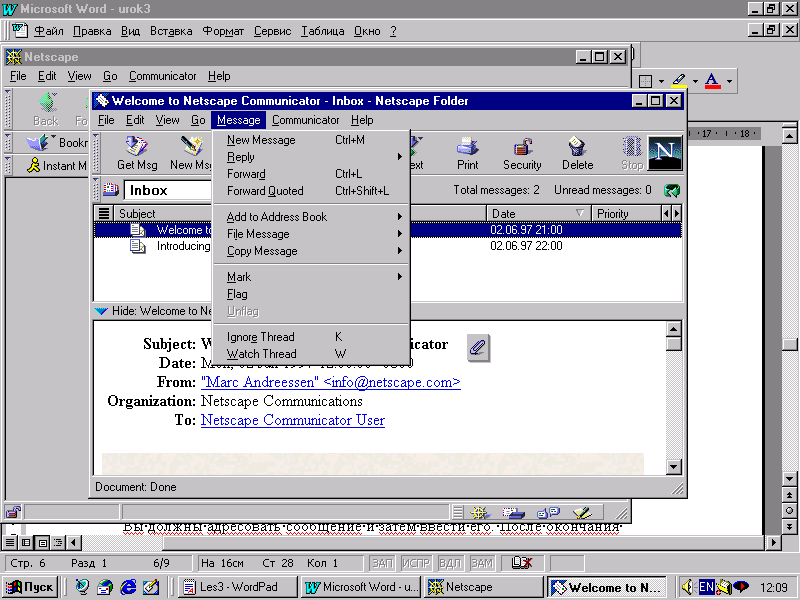 Microsoft Word - urok3
Файл Правка Вид Вставка Формат Сервис Таблица Окно ?
Netscape
File Edit View Go Communicator Help
Back
Bookr
Instant M
Welcome to Netscape Communicator - Inbox - Netscape Folder
File Edit View Go Message Communicator Help
Get Msg New Ms ext Print Security Delete Stop
N
Inbox
Total messages: 2 Unread messages: 0
Subject Date Priority
Welcome to 02.06.97 21:00
Introducing 02.06.97 22:00
New Message Ctrl+M
Reply
Forward Ctrl+L
Forward Quoted Ctrl+Shift+L
Add to Address Book
File Message
Copy Message
Mark
Flag
Unflag
Ignore Thread K
Watch Thread W
Hide: Welcome to Ne
Subject: W icator
Date:
From: "Marc Andreessen" <info@netscape.com>
Organization: Netscape Communications
To: Netscape Communicator User
Document: Done
17 18
Вы должны адресовать сообщение и затем ввести его. После окончания
Стр. 6 Разд 1 6/9 На 16см Ст 28 Кол 1 ЗАП ИСПР ВДЛ ЗАМ
Пуск Les3 - WordPad Microsoft Word - u... Netscape Welcome to N... EN 12:09